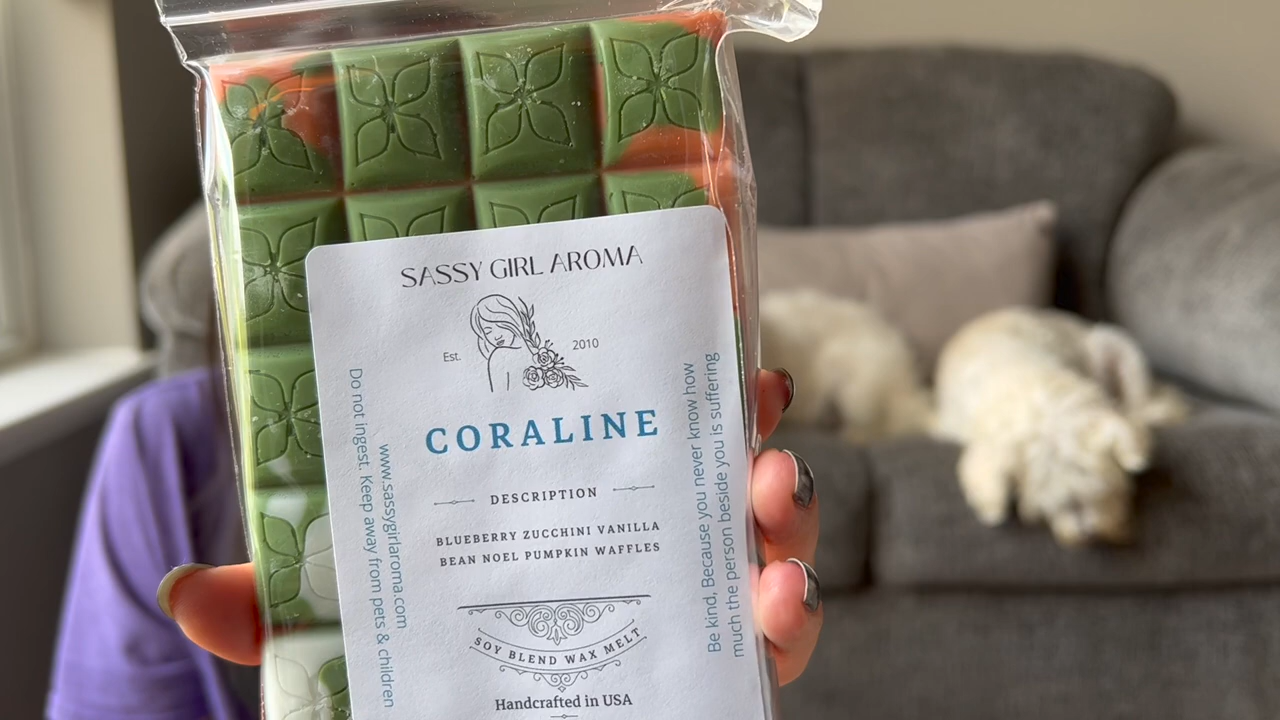 SASSY GIRL AROMA
Est. 2010
CORALINE
DESCRIPTION
BLUEBERRY ZUCCHINI VANILLA
BEAN NOEL PUMPKIN WAFFLES
SOY BLEND WAX MELT
Handcrafted in USA
www.sassygirlaroma.com
Do not ingest. Keep away from pets & children
Be kind, Because you never know how
much the person beside you is suffering